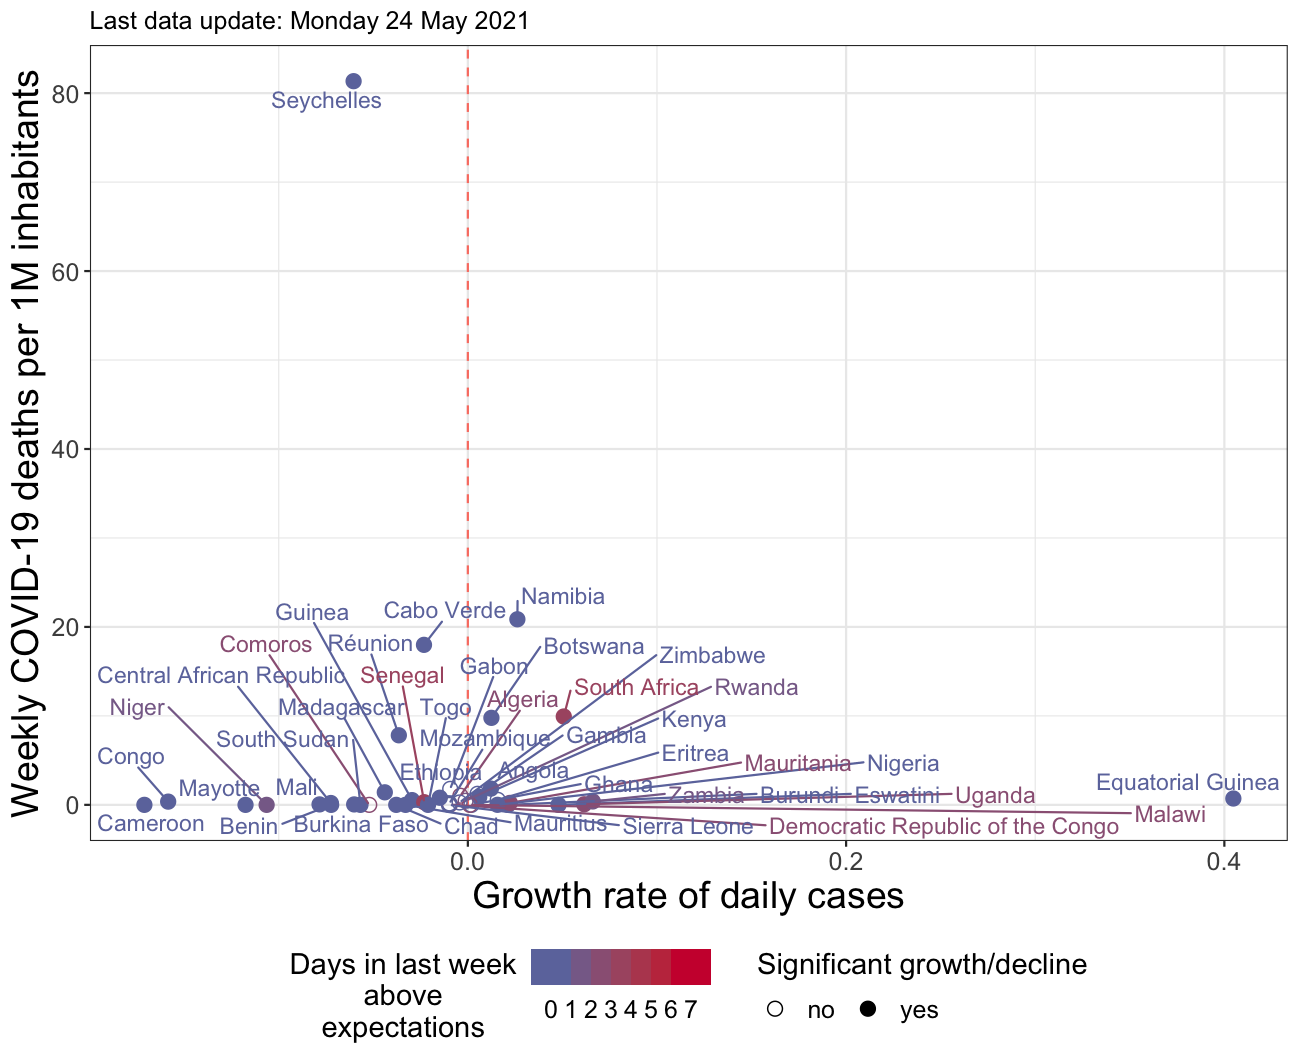 Last data update: Monday 24 May 2021
Weekly COVID-19 deaths per 1M inhabitants
80
60
40
20
0
Seychelles
Namibia
Cabo Verde
Guinea
Comoros
Réunion
Botswana
Zimbabwe
Gabon
Central African Republic
Senegal
Algeria
South Africa
Rwanda
Niger
Madagascar
Togo
Kenya
South Sudan
Mozambique
Gambia
Congo
Eritrea
Mauritania
Nigeria
Ethiopia
Angola
Mayotte
Mali
Ghana
Equatorial Guinea
Zambia
Burundi
Eswatini
Uganda
Malawi
Cameroon
Benin
Burkina Faso
Chad
Mauritius
Sierra Leone
Democratic Republic of the Congo
0.0
0.2
0.4
Growth rate of daily cases
Days in last week
above
expectations
0 1 2 3 4 5 6 7
Significant growth/decline
no
yes